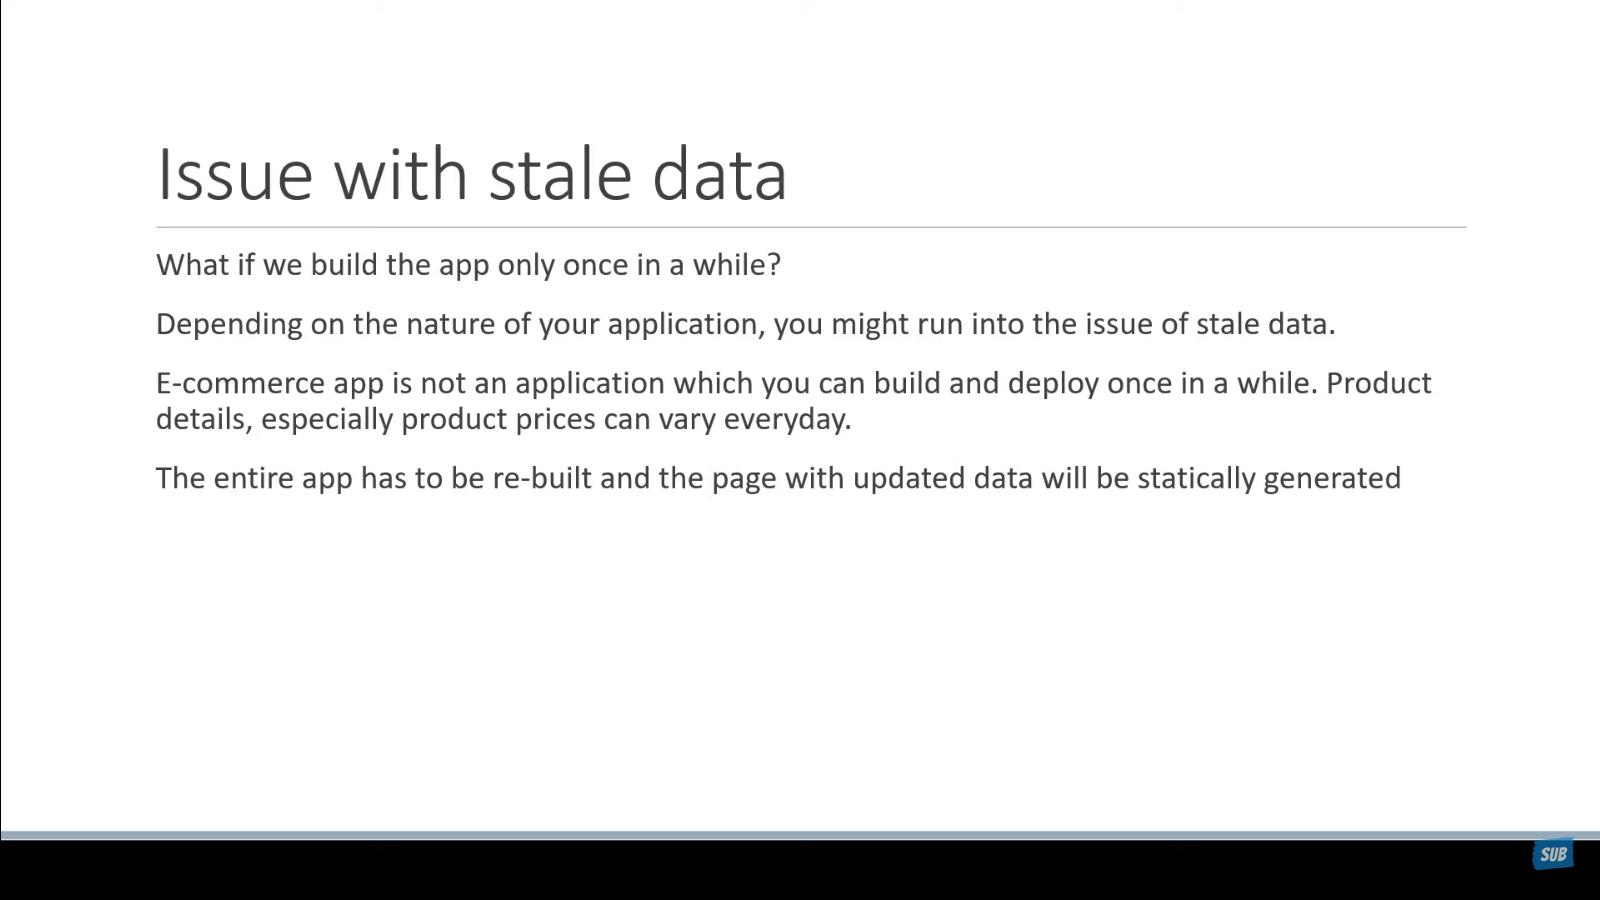 Issue with stale data
What if we build the app only once in a while?
Depending on the nature of your application, you might run into the issue of stale data.
E-commerce app is not an application which you can build and deploy once in a while. Product
details, especially product prices can vary everyday.
The entire app has to be re-built and the page with updated data will be statically generated
SUB